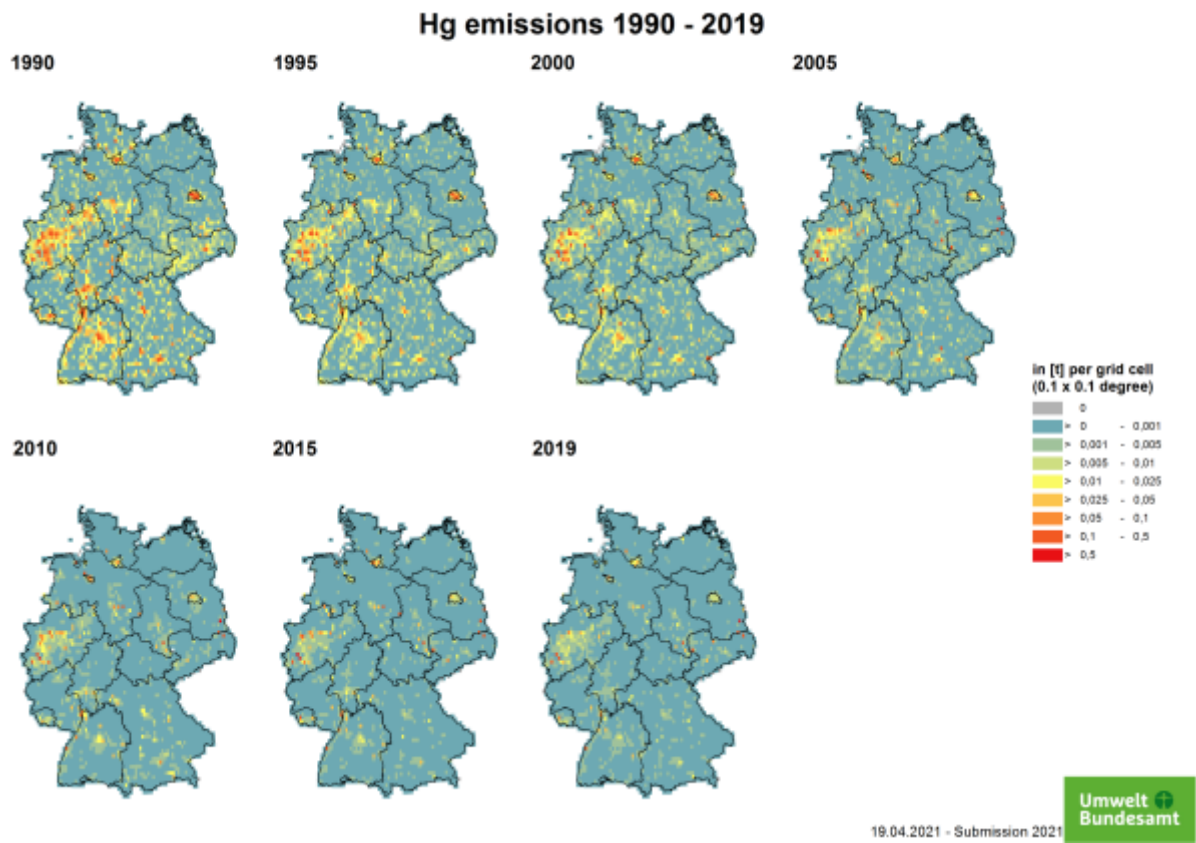 Hg emissions 1990 - 2019
1990
1995
2000
2005
in [t] per grid cell
(0.1 x 0.1 degree)
0
> 0 - 0,001
> 0,001 - 0,005
> 0,005 - 0,01
> 0,01 - 0,025
> 0,025 - 0,05
> 0,05 - 0,1
> 0,1 - 0,5
> 0,5
2010
2015
2019
19.04.2021 - Submission 2021
Umwelt
Bundesamt